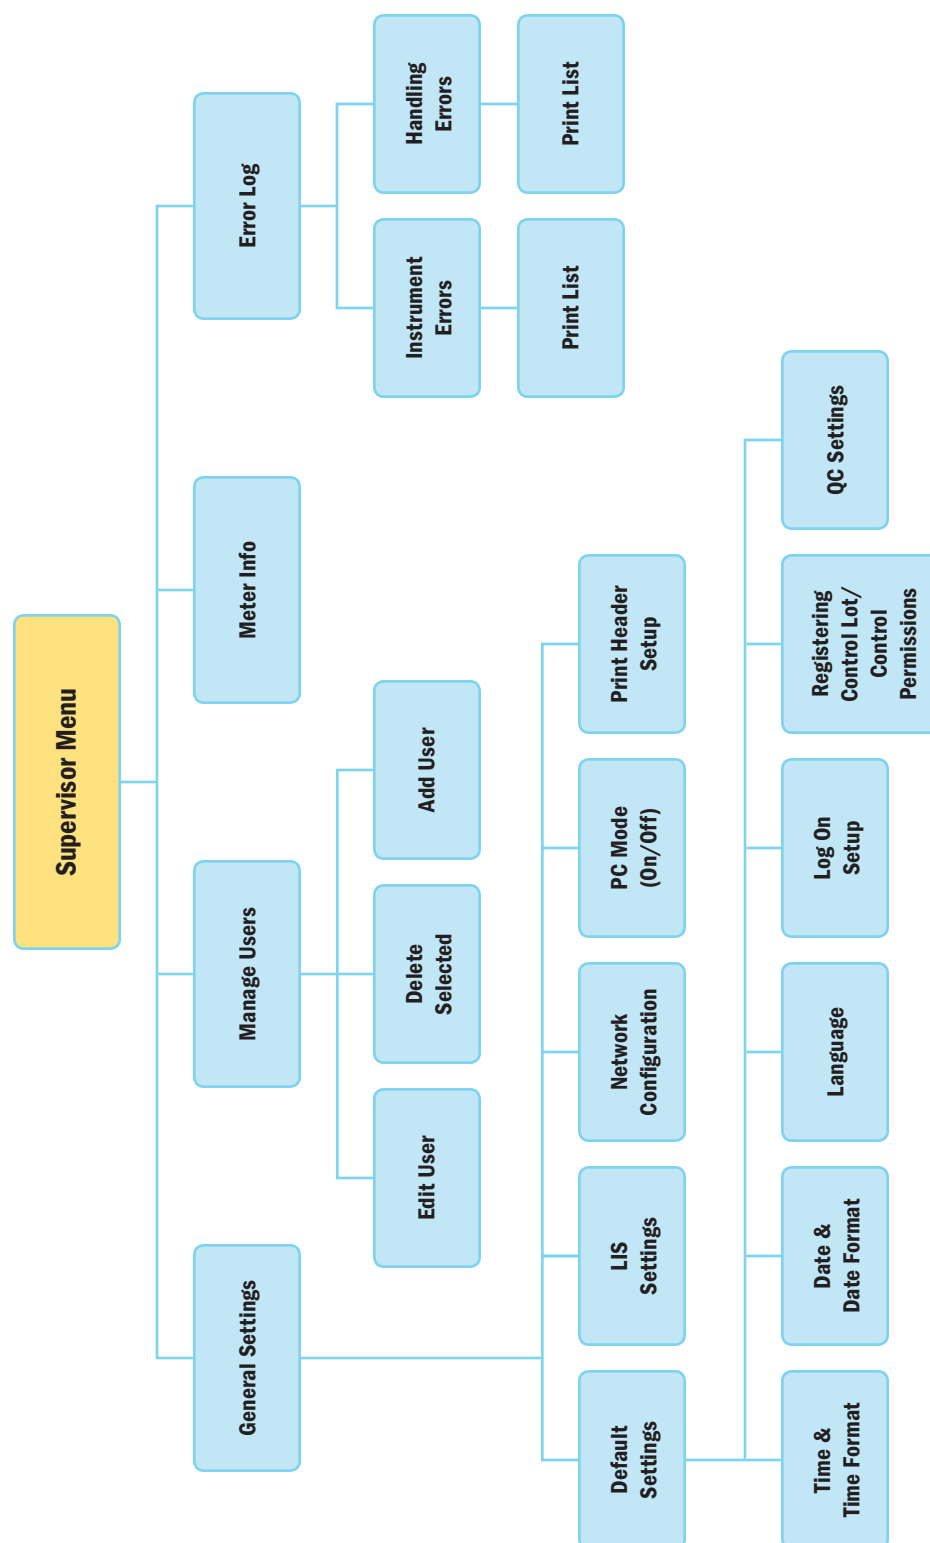 Supervisor Menu
General Settings
Manage Users
Meter Info
Error Log
Edit User
Delete
Selected
Add User
Instrument
Errors
Handling
Errors
Print List
Print List
Default
Settings
LIS
Settings
Network
Configuration
PC Mode
(On/Off)
Print Header
Setup
Time &
Time Format
Date &
Date Format
Language
Log On
Setup
Registering
Control Lot/
Control
Permissions
QC Settings